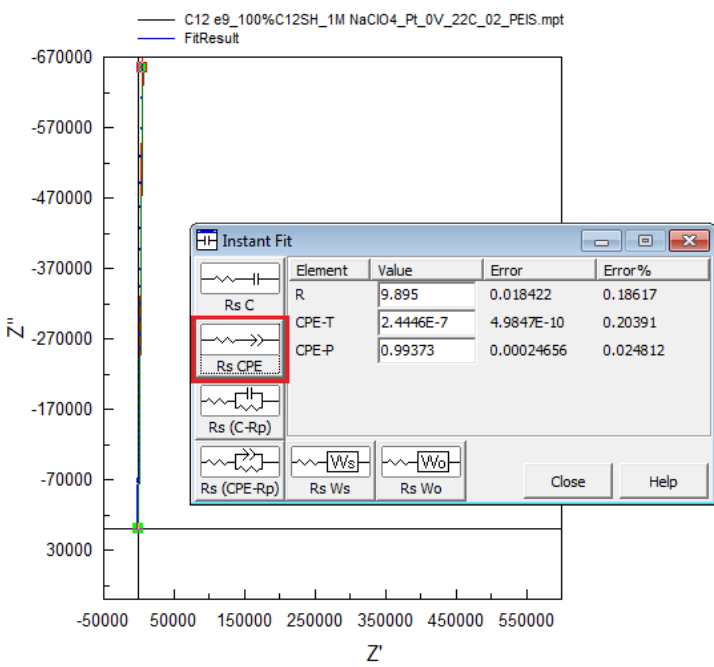 C12 e9_100%C12SH_1M NaClO4_Pt_0V_22C_02_PEIS.mpt
FitResult
-670000
-570000
-470000
-370000
-270000
-170000
-70000
30000
Z''
-50000 50000 150000 250000 350000 450000 550000
Z'
Instant Fit
Element Value Error Error%
R 9.895 0.018422 0.18617
CPE-T 2.4446E-7 4.9847E-10 0.20391
CPE-P 0.99373 0.00024656 0.024812
Rs C
Rs CPE
Rs (C-Rp)
Rs (CPE-Rp)
Ws
Rs Ws
Wo
Rs Wo
Close
Help